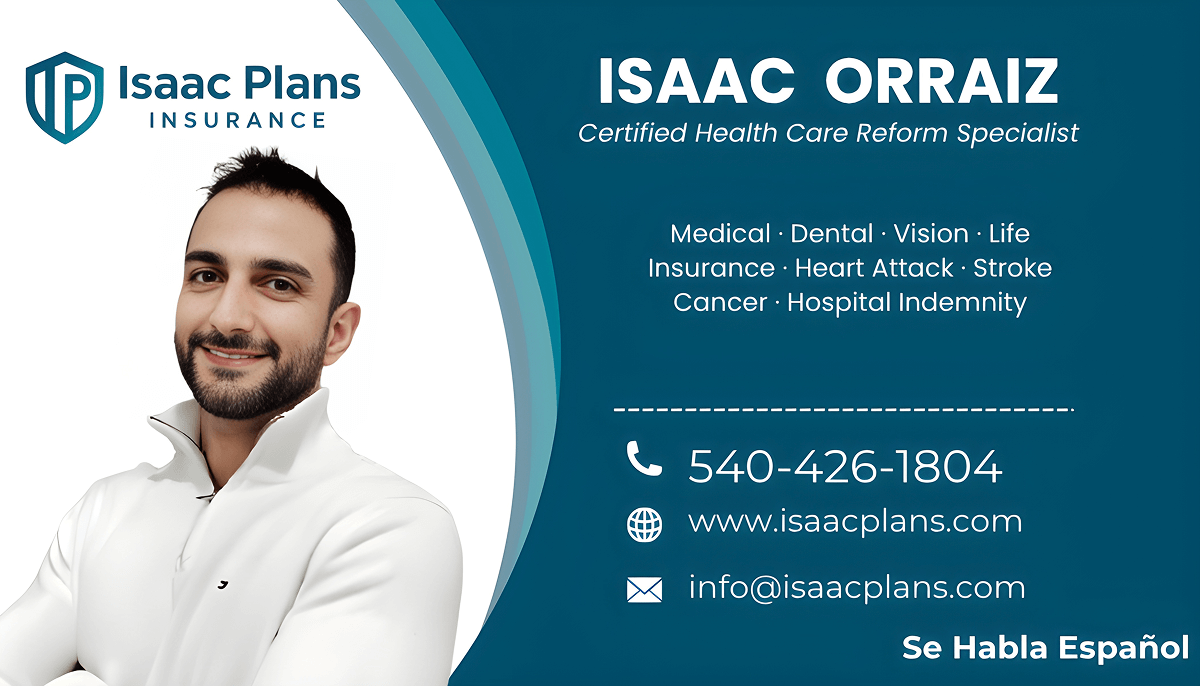 IP
Isaac Plans
INSURANCE
ISAAC ORRAIZ
Certified Health Care Reform Specialist
Medical · Dental · Vision · Life
Insurance · Heart Attack · Stroke
Cancer · Hospital Indemnity
540-426-1804
www.isaacplans.com
info@isaacplans.com
Se Habla Español